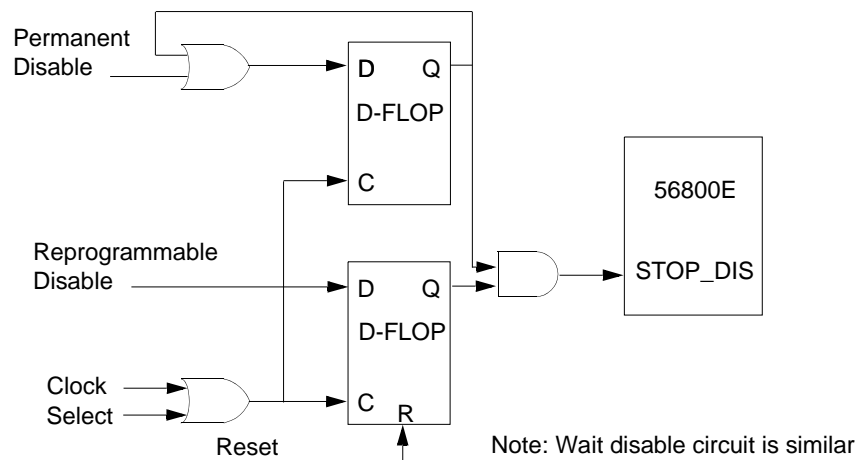 Permanent
Disable
D Q
D-FLOP
C
56800E
STOP_DIS
Reprogrammable
Disable
D Q
D-FLOP
C
R
Clock
Select
Reset
Note: Wait disable circuit is similar